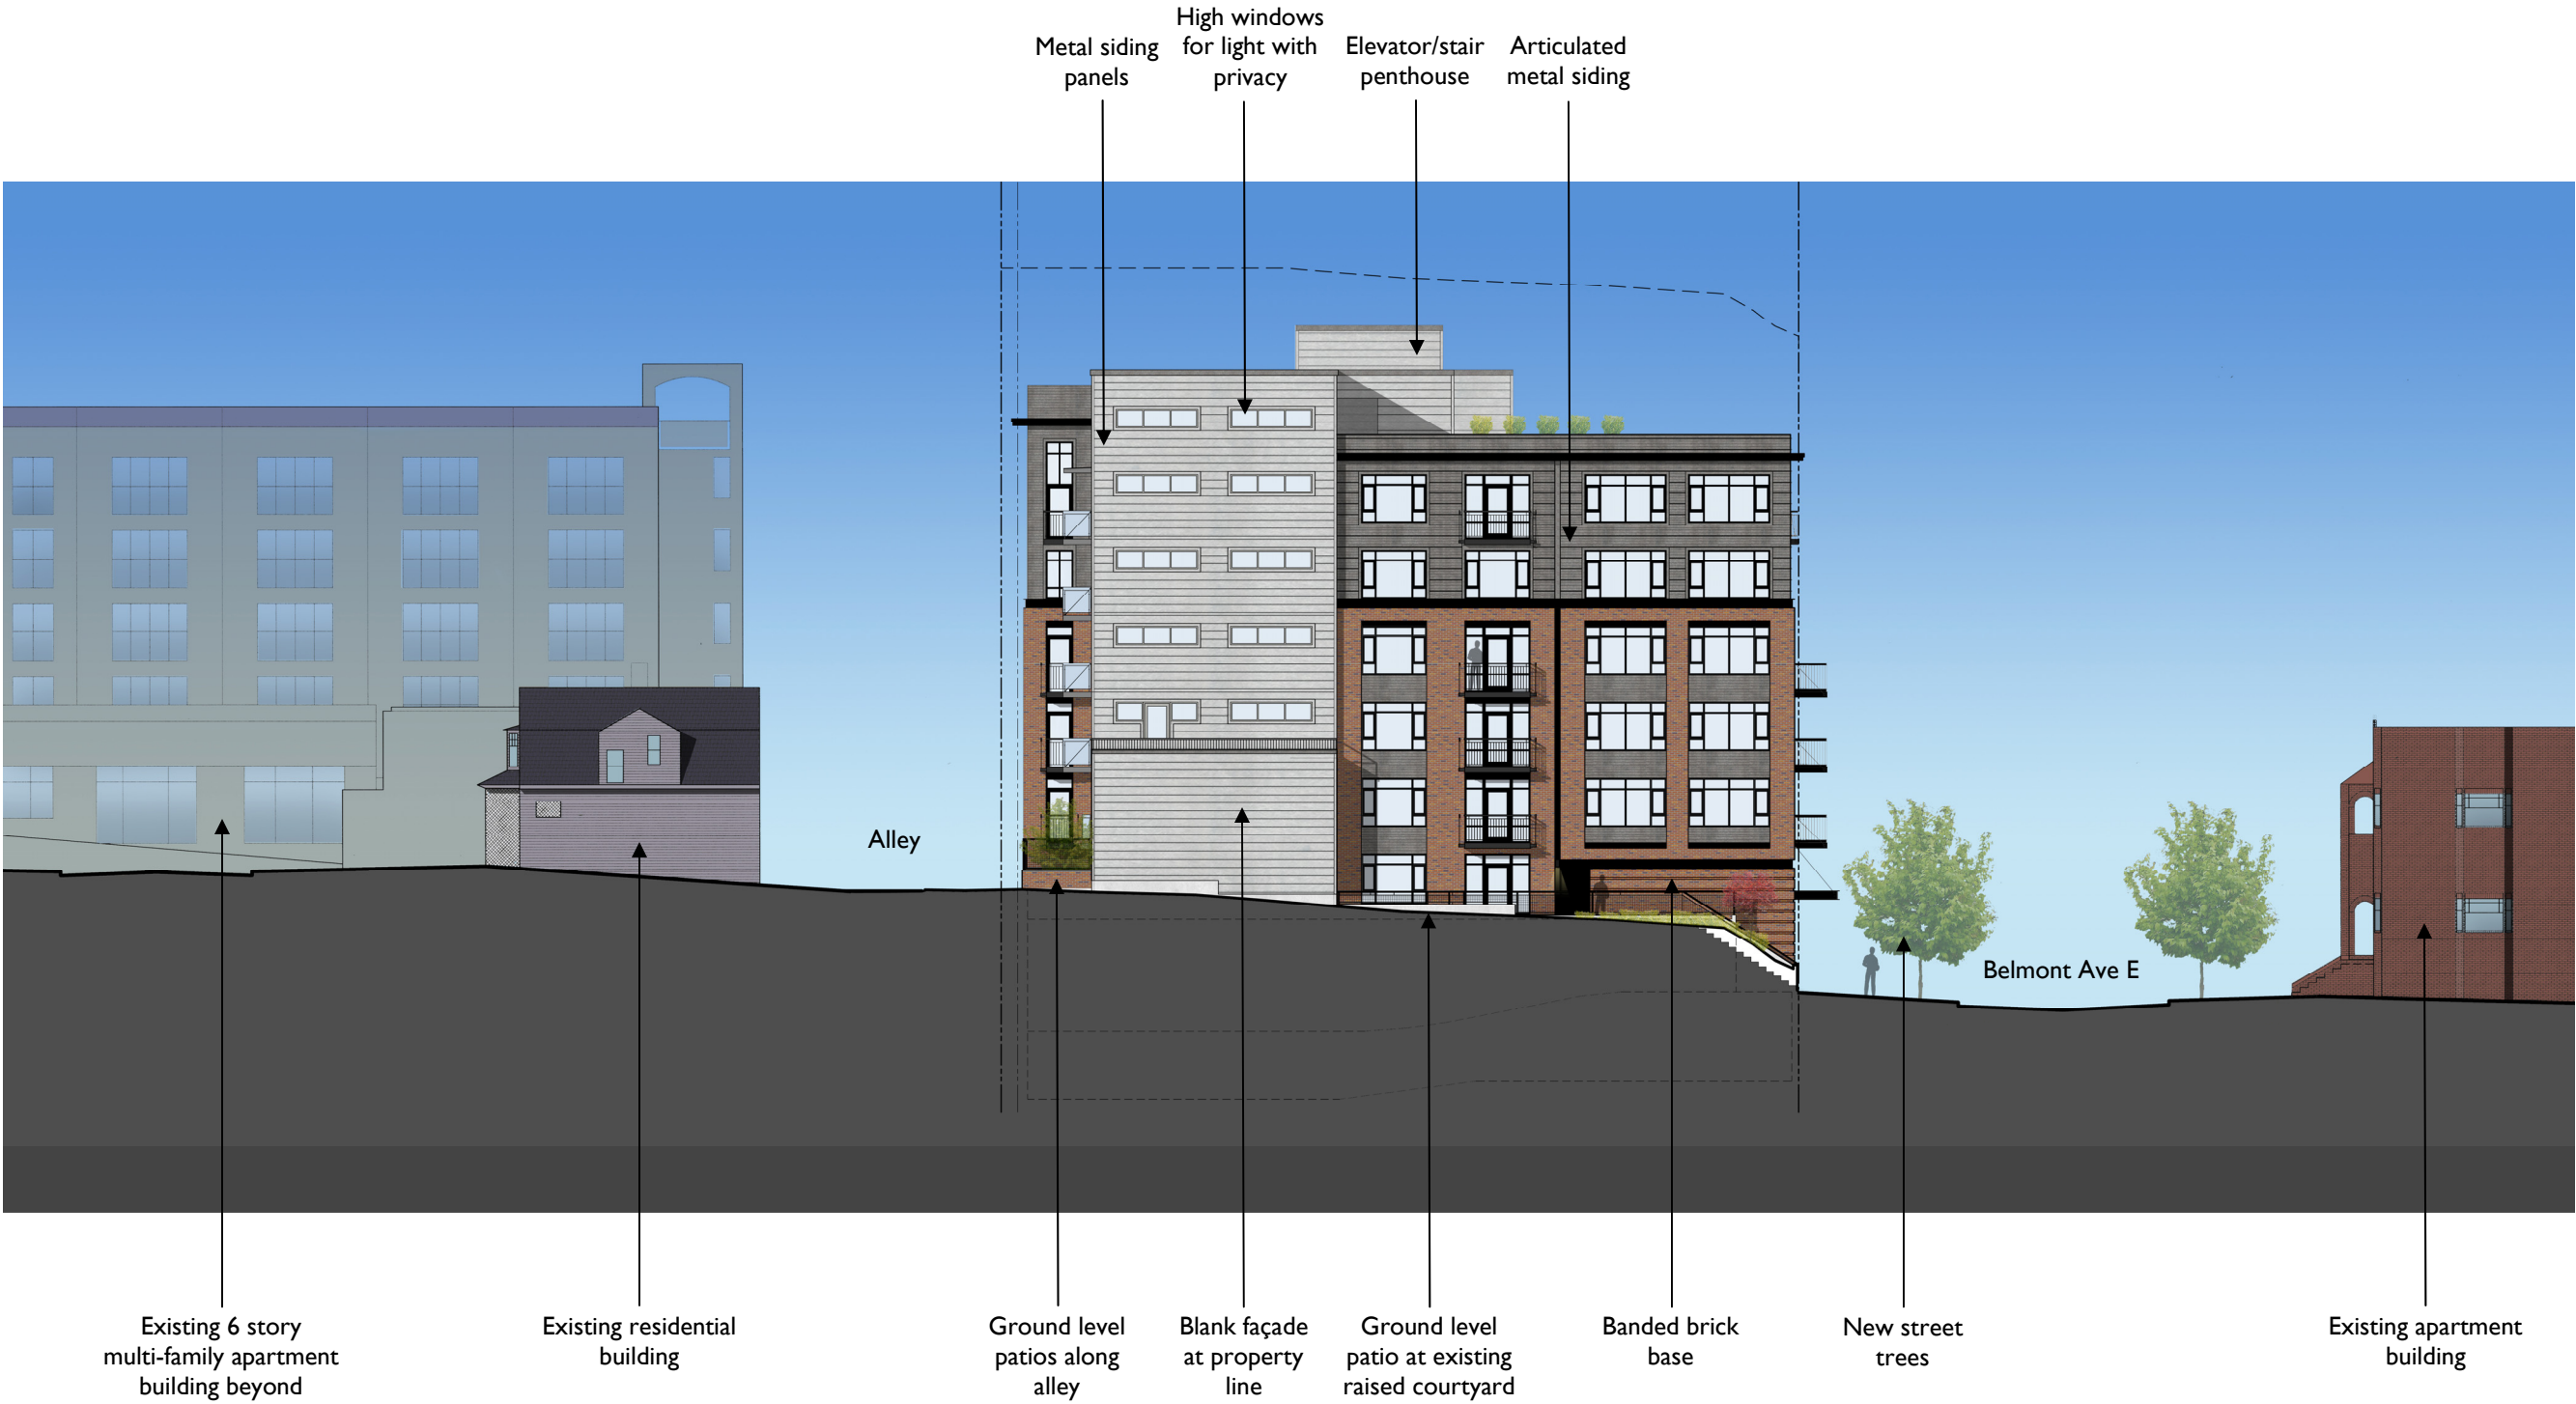 Metal siding
panels
High windows
for light with
privacy
Elevator/stair
penthouse
Articulated
metal siding
Alley
Belmont Ave E
Existing 6 story
multi-family apartment
building beyond
Existing residential
building
Ground level
patios along
alley
Blank façade
at property
line
Ground level
patio at existing
raised courtyard
Banded brick
base
New street
trees
Existing apartment
building